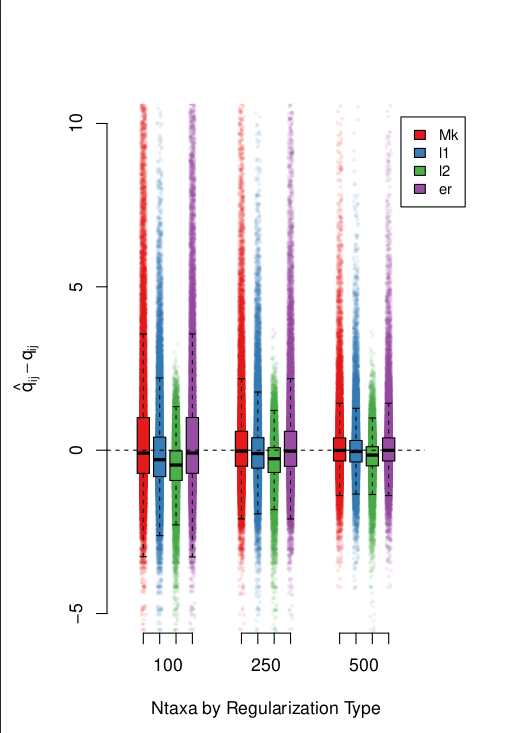 10
5
0
−5
q̂ij − qij
Mk
l1
l2
er
100 250 500
Ntaxa by Regularization Type